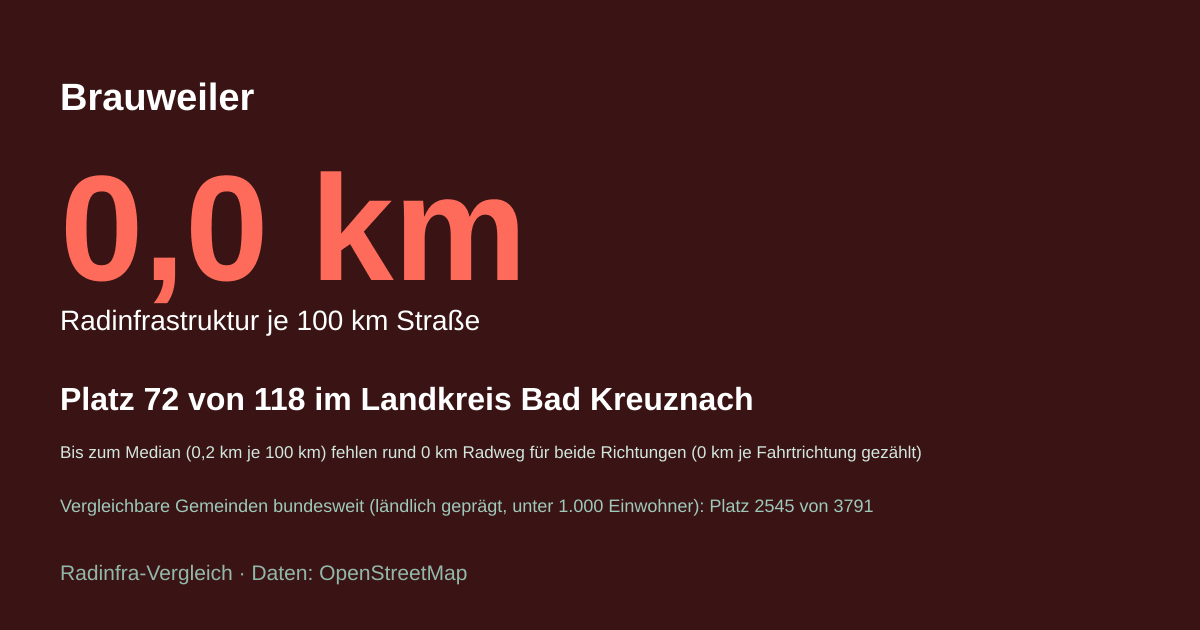 Brauweiler
0,0 km
Radinfrastruktur je 100 km Straße
Platz 72 von 118 im Landkreis Bad Kreuznach
Bis zum Median (0,2 km je 100 km) fehlen rund 0 km Radweg für beide Richtungen (0 km je Fahrtrichtung gezählt)
Vergleichbare Gemeinden bundesweit (ländlich geprägt, unter 1.000 Einwohner): Platz 2545 von 3791
Radinfra-Vergleich · Daten: OpenStreetMap